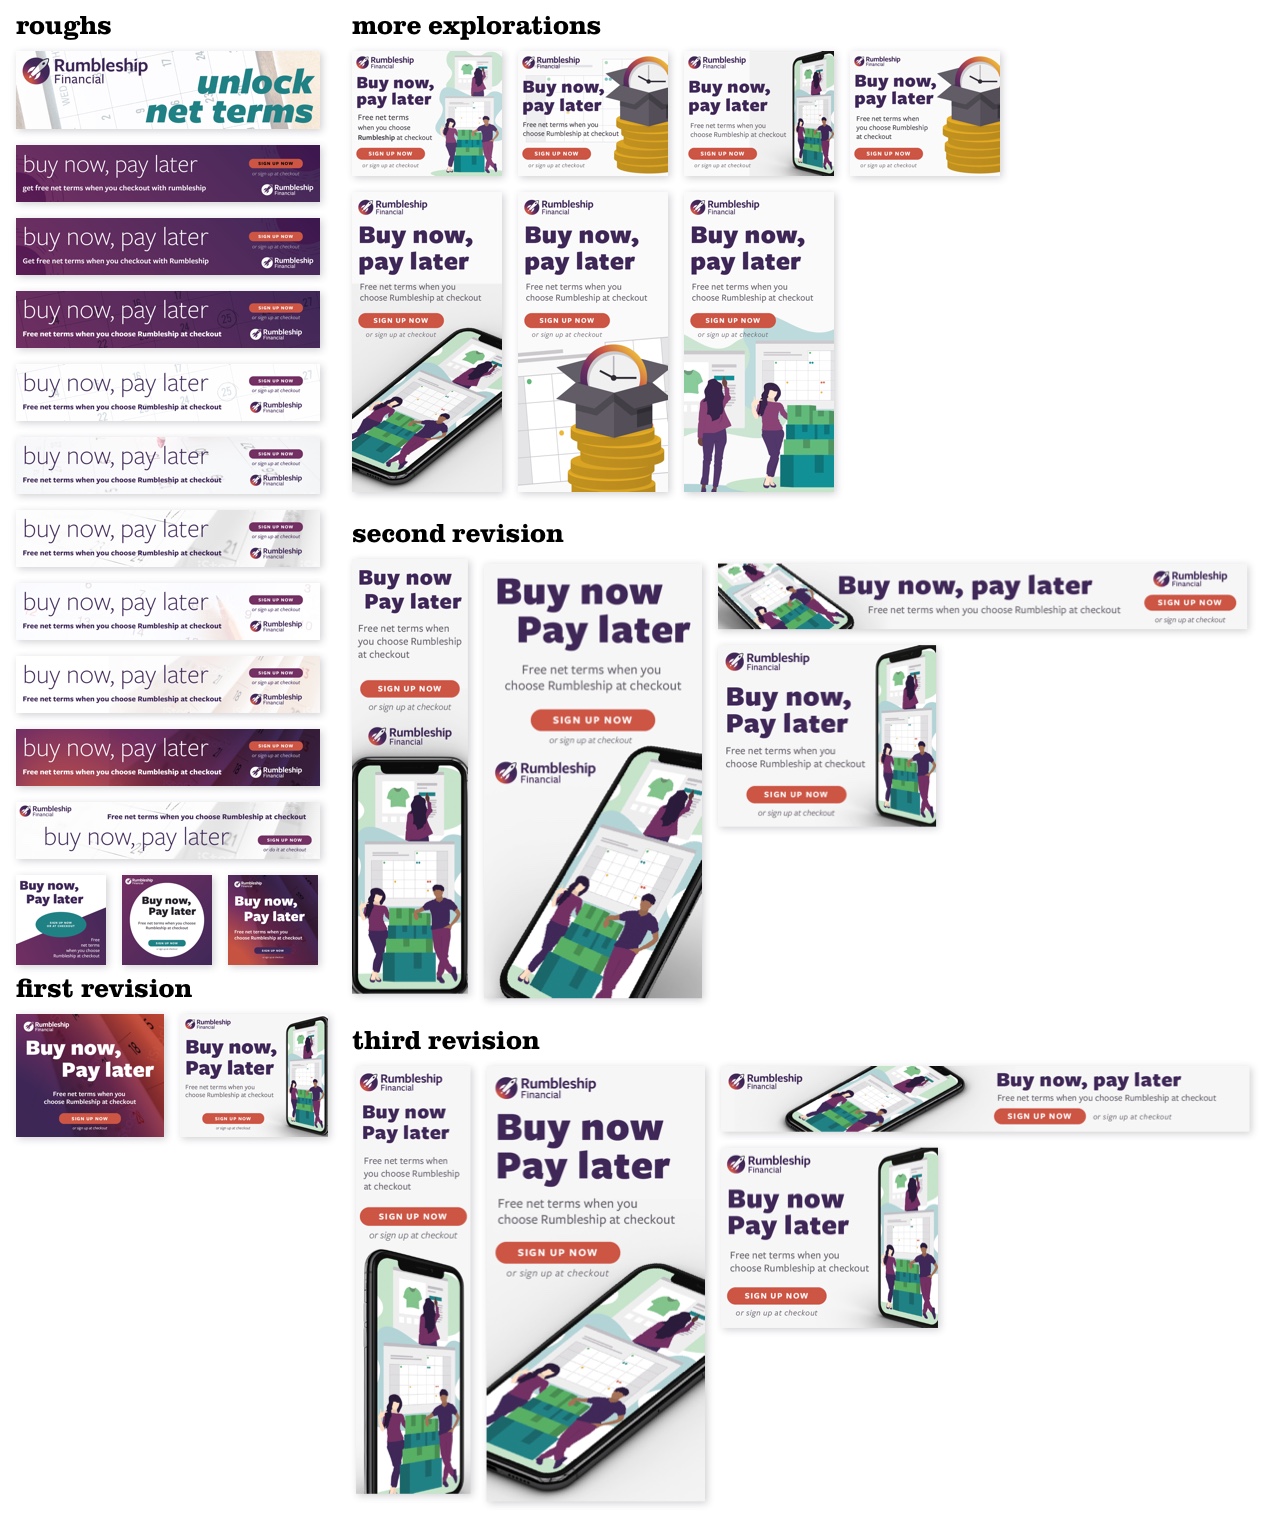 roughs
Rumbleship
Financial
unlock
net terms
buy now, pay later
get free net terms when you checkout with rumbleship
SIGN UP NOW
or sign up at checkout
Rumbleship
Financial
buy now, pay later
Get free net terms when you checkout with Rumbleship
SIGN UP NOW
or sign up at checkout
Rumbleship
Financial
buy now, pay later
Free net terms when you choose Rumbleship at checkout
SIGN UP NOW
or sign up at checkout
Rumbleship
Financial
buy now, pay later
Free net terms when you choose Rumbleship at checkout
SIGN UP NOW
or sign up at checkout
Rumbleship
Financial
buy now, pay later
Free net terms when you choose Rumbleship at checkout
SIGN UP NOW
or sign up at checkout
Rumbleship
Financial
buy now, pay later
Free net terms when you choose Rumbleship at checkout
SIGN UP NOW
or sign up at checkout
Rumbleship
Financial
buy now, pay later
Free net terms when you choose Rumbleship at checkout
SIGN UP NOW
or sign up at checkout
Rumbleship
Financial
buy now, pay later
Free net terms when you choose Rumbleship at checkout
SIGN UP NOW
or sign up at checkout
Rumbleship
Financial
buy now, pay later
Free net terms when you choose Rumbleship at checkout
SIGN UP NOW
or sign up at checkout
Rumbleship
Financial
Rumbleship
Financial
Free net terms when you choose Rumbleship at checkout
buy now, pay later
SIGN UP NOW
or do it at checkout
Buy now,
Pay later
SIGN UP NOW
OR AT CHECKOUT
Free
net terms
when you choose
Rumbleship at checkout
Rumbleship
Financial
Buy now,
Pay later
Free net terms when you choose
Rumbleship at checkout
SIGN UP NOW
Rumbleship
Financial
Buy now,
Pay later
Free net terms when you
choose Rumbleship at checkout
SIGN UP NOW
first revision
Rumbleship
Financial
Buy now,
Pay later
Free net terms when you
choose Rumbleship at checkout
SIGN UP NOW
or sign up at checkout
Rumbleship
Financial
Buy now,
Pay later
Free net terms when you
choose Rumbleship at checkout
SIGN UP NOW
or sign up at checkout
more explorations
Rumbleship
Financial
Buy now,
pay later
Free net terms
when you choose
Rumbleship at checkout
SIGN UP NOW
or sign up at checkout
Rumbleship
Financial
Buy now,
pay later
Free net terms when you
choose Rumbleship at checkout
SIGN UP NOW
or sign up at checkout
Rumbleship
Financial
Buy now,
pay later
Free net terms when you
choose Rumbleship at checkout
SIGN UP NOW
or sign up at checkout
Rumbleship
Financial
Buy now,
pay later
Free net terms when
you choose
Rumbleship at checkout
SIGN UP NOW
or sign up at checkout
Rumbleship
Financial
Buy now,
pay later
Free net terms when you
choose Rumbleship at checkout
SIGN UP NOW
or sign up at checkout
Rumbleship
Financial
Buy now,
pay later
Free net terms when you
choose Rumbleship at checkout
SIGN UP NOW
or sign up at checkout
Rumbleship
Financial
Buy now,
pay later
Free net terms when you
choose Rumbleship at checkout
SIGN UP NOW
or sign up at checkout
second revision
Buy now
Pay later
Free net terms when
you choose Rumbleship
at checkout
SIGN UP NOW
or sign up at checkout
Rumbleship
Financial
Buy now
Pay later
Free net terms when you
choose Rumbleship at checkout
SIGN UP NOW
or sign up at checkout
Rumbleship
Financial
Buy now, pay later
Free net terms when you choose Rumbleship at checkout
Rumbleship
Financial
SIGN UP NOW
or sign up at checkout
Rumbleship
Financial
Buy now,
Pay later
Free net terms when you
choose Rumbleship at checkout
SIGN UP NOW
or sign up at checkout
third revision
Rumbleship
Financial
Buy now
Pay later
Free net terms when
you choose Rumbleship
at checkout
SIGN UP NOW
or sign up at checkout
Rumbleship
Financial
Buy now
Pay later
Free net terms when you
choose Rumbleship at checkout
SIGN UP NOW
or sign up at checkout
Rumbleship
Financial
Buy now, pay later
Free net terms when you choose Rumbleship at checkout
SIGN UP NOW
or sign up at checkout
Rumbleship
Financial
Buy now
Pay later
Free net terms when you
choose Rumbleship at checkout
SIGN UP NOW
or sign up at checkout